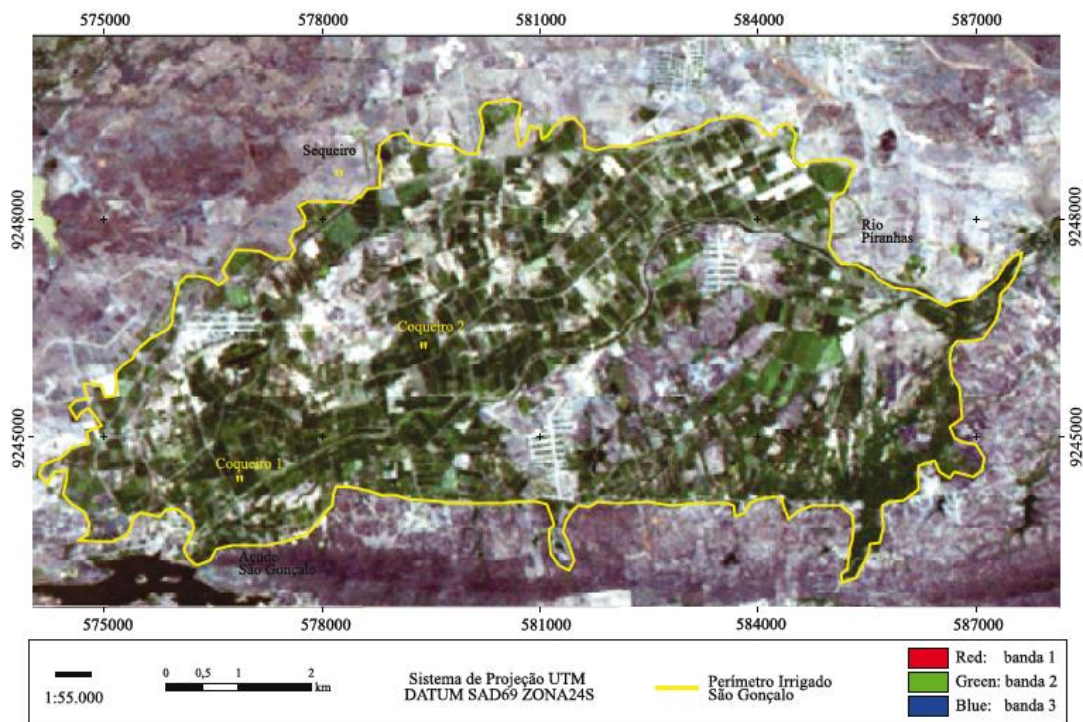 575000 578000 581000 584000 587000
Sequeiro
"
9248000 9248000
Rio
Piranhas
Coqueiro 2
"
9245000 9245000
Coqueiro 1
"
Açude
São Gonçalo
575000 578000 581000 584000 587000
1:55.000
0 0,5 1 2
km
Sistema de Projeção UTM
DATUM SAD69 ZONA24S
Perímetro Irrigado
São Gonçalo
Red: banda 1
Green: banda 2
Blue: banda 3